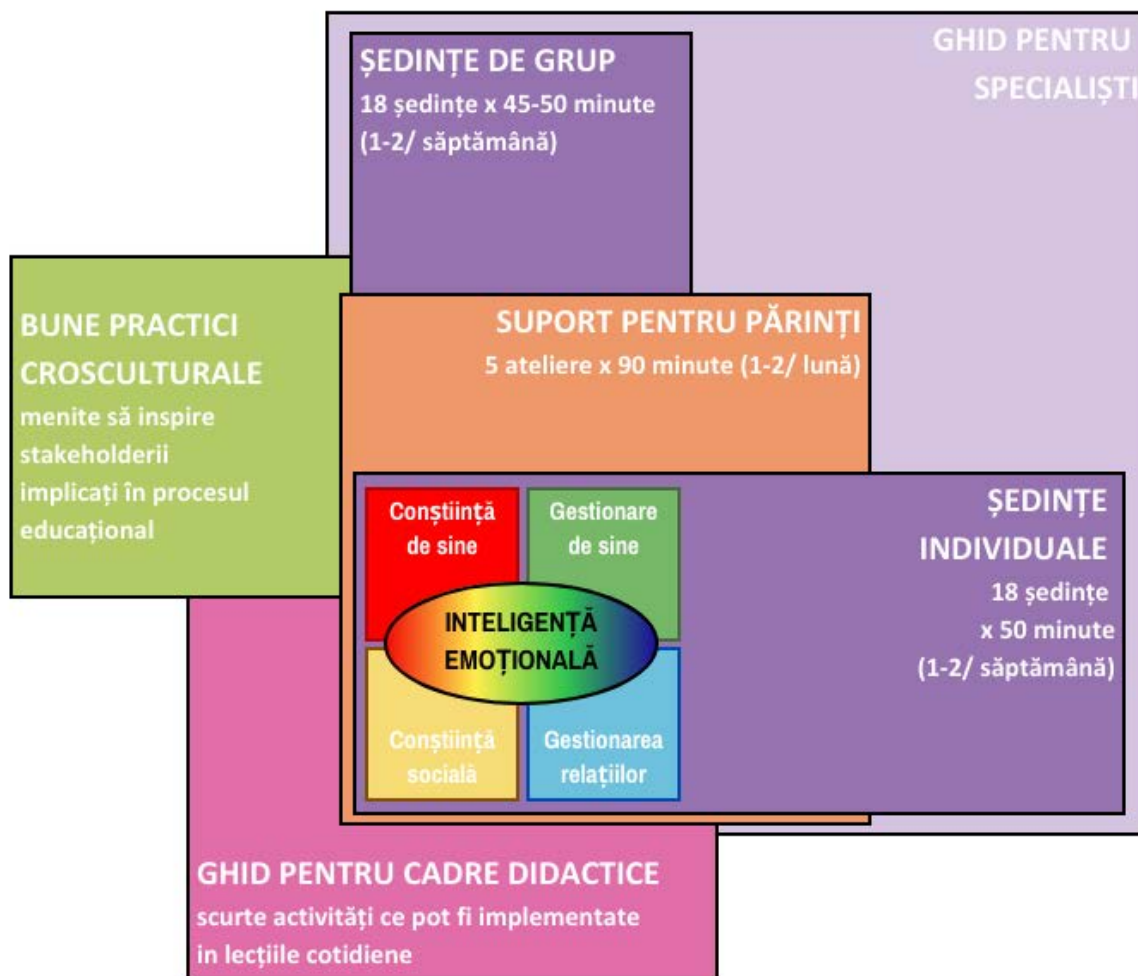 GHID PENTRU
SPECIALIȘTI
ȘEDINȚE DE GRUP
18 ședințe x 45-50 minute
(1-2/ săptămână)
BUNE PRACTICI
CROSCULTURALE
menite să inspire
stakeholderii
implicați în procesul
educațional
SUPORT PENTRU PĂRINȚI
5 ateliere x 90 minute (1-2/ lună)
ȘEDINȚE
INDIVIDUALE
18 ședințe
x 50 minute
(1-2/ săptămână)
Conștiință
de sine
Gestionare
de sine
INTELIGENȚĂ
EMOȚIONALĂ
Conștiință
socială
Gestionarea
relațiilor
GHID PENTRU CADRE DIDACTICE
scurte activități ce pot fi implementate
in lecțiile cotidiene